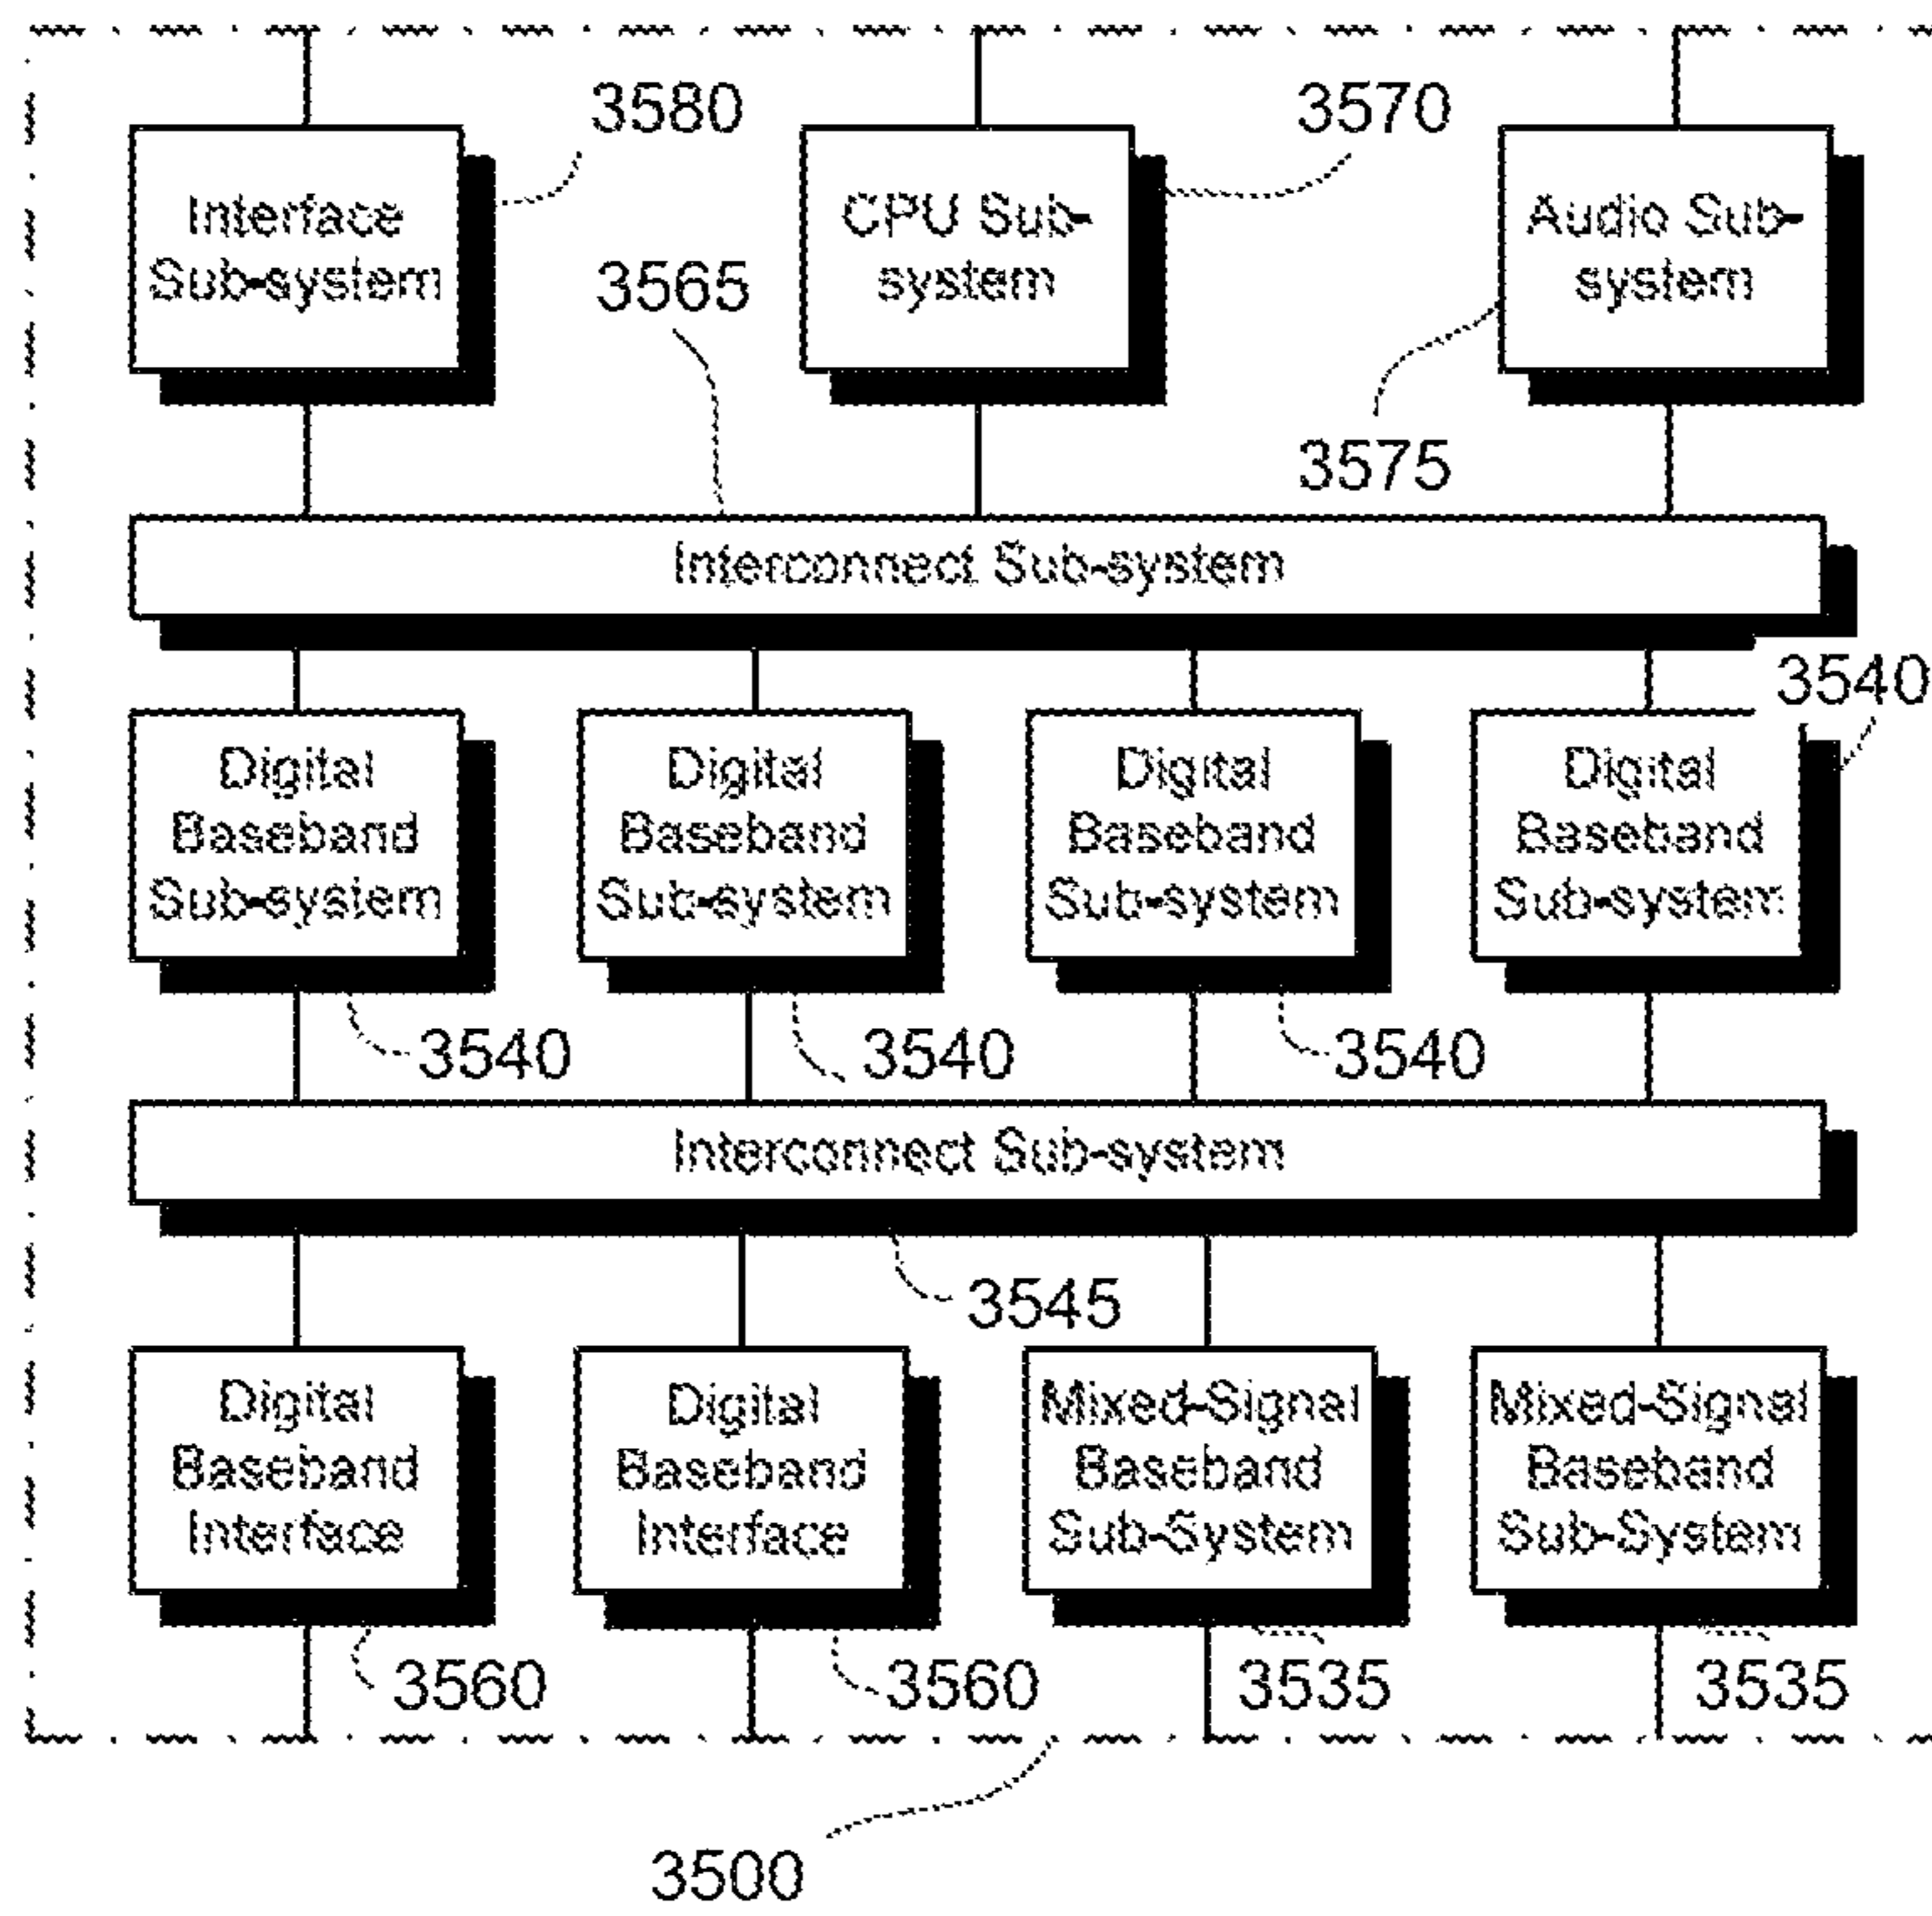 3580
3570
Interface
Sub-system
CPU Sub-
system
Audio Sub-
system
3565
3575
Interconnect Sub-system
3540
Digital
Baseband
Sub-system
Digital
Baseband
Sub-system
Digital
Baseband
Sub-system
Digital
Baseband
Sub-system
3540
3540
3540
Interconnect Sub-system
3545
Digital
Baseband
Interface
Digital
Baseband
Interface
Mixed-Signal
Baseband
Sub-System
Mixed-Signal
Baseband
Sub-System
3560
3560
3535
3535
3500